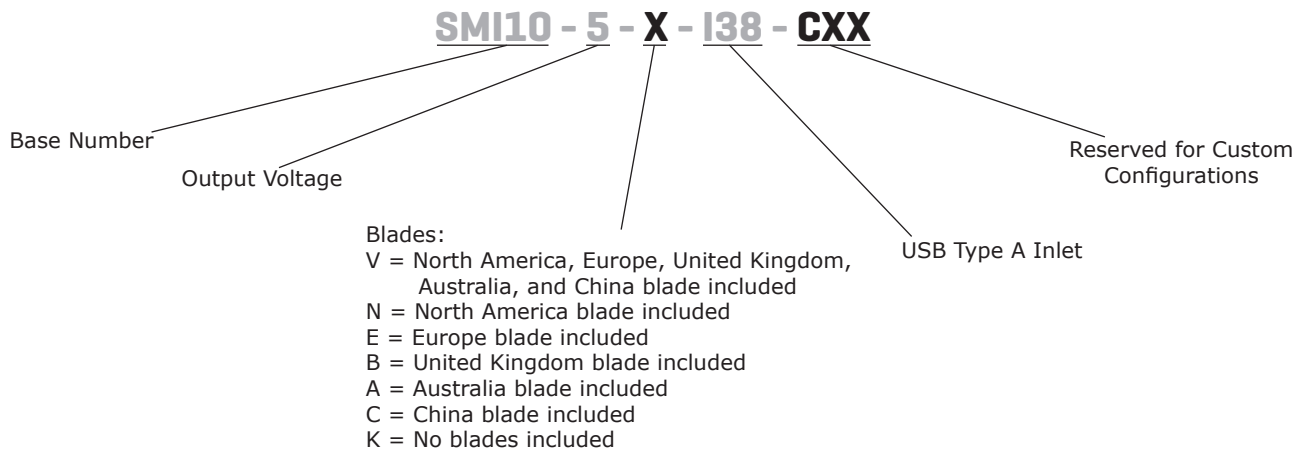 SMI10 - 5 - X - I38 - CXX
Base Number
Output Voltage
Blades:
V = North America, Europe, United Kingdom,
Australia, and China blade included
N = North America blade included
E = Europe blade included
B = United Kingdom blade included
A = Australia blade included
C = China blade included
K = No blades included
USB Type A Inlet
Reserved for Custom
Configurations